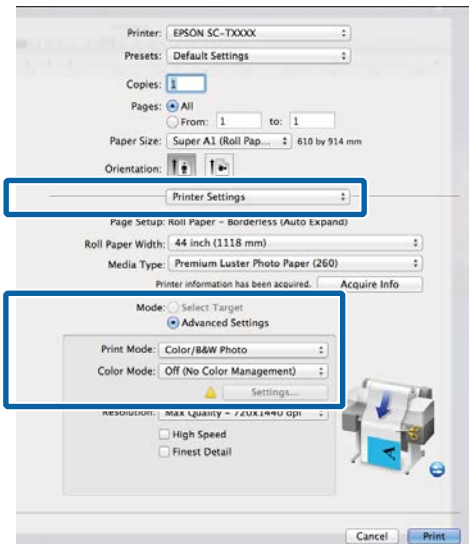 Printer: EPSON SC-TXXXX
Presets: Default Settings
Copies: 1
Pages: All
From: 1 to: 1
Paper Size: Super A1 (Roll Pap... 610 by 914 mm
Orientation:
Printer Settings
Page Setup: Roll Paper - Borderless (Auto Expand)
Roll Paper Width: 44 inch (1118 mm)
Media Type: Premium Luster Photo Paper (260)
Printer information has been acquired. Acquire Info
Mode: Select Target
Advanced Settings
Print Mode: Color/B&W Photo
Color Mode: Off (No Color Management)
Settings...
Resolution: Max Quality - 720x1440 dpi
High Speed
Finest Detail
Cancel Print